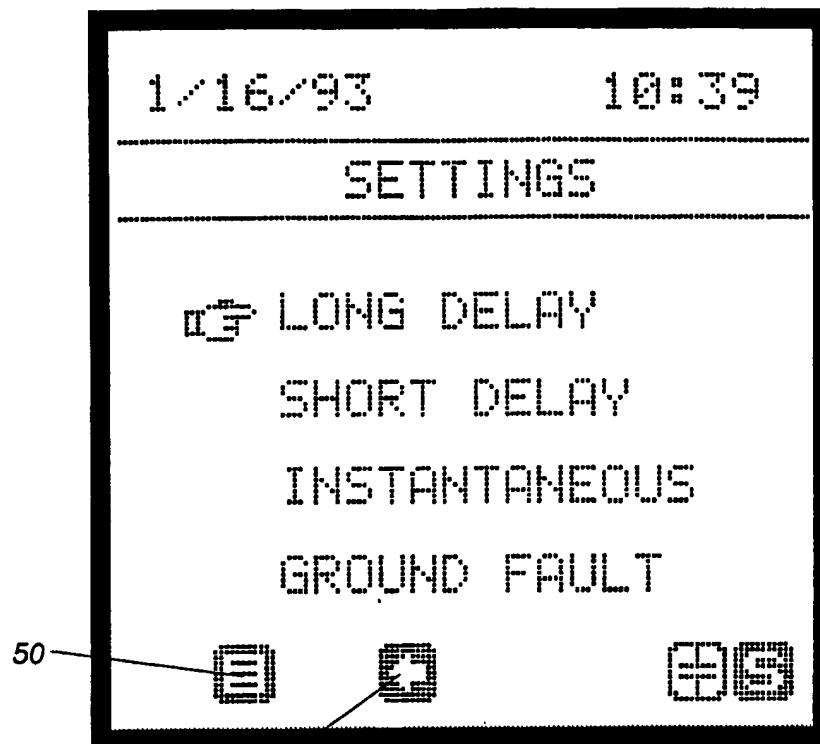 1/16/93 10:39
SETTINGS
LONG DELAY
SHORT DELAY
INSTANTANEOUS
GROUND FAULT
50
S